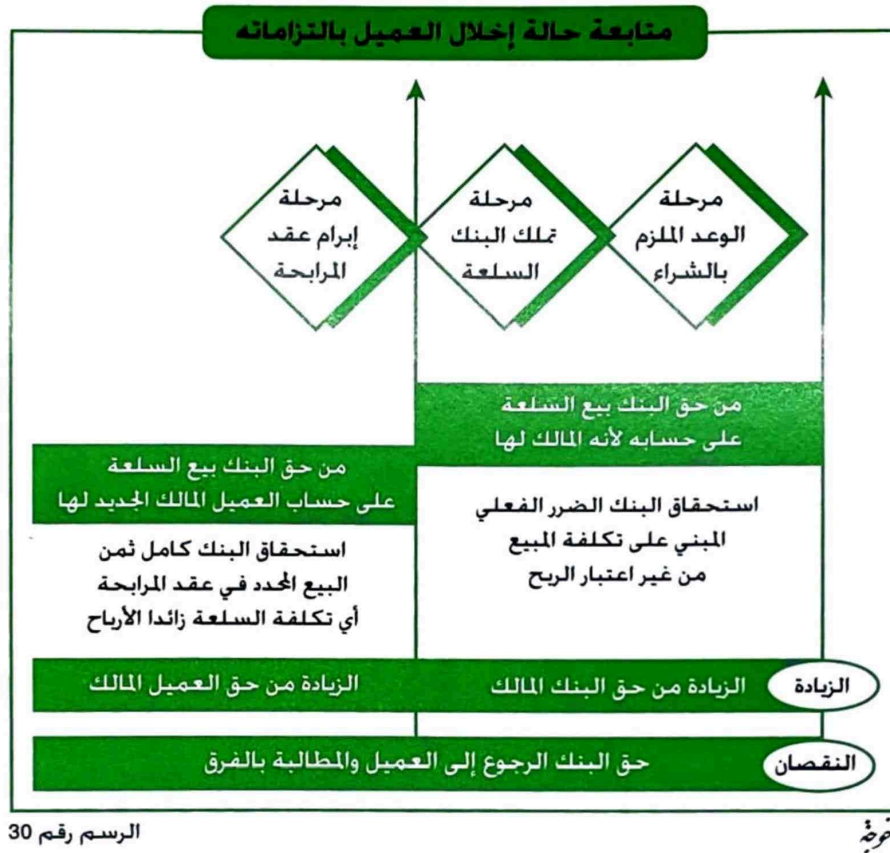 متابعة حالة إخلال العميل بالتزاماته
مرحلة
الوعد الملزم
بالشراء
مرحلة
تملك البنك
السلعة
مرحلة
إبرام عقد
المرابحة
من حق البنك بيع السلعة
على حسابه لأنه المالك لها
استحقاق البنك الضرر الفعلي
المبني على تكلفة المبيع
من غير اعتبار الربح
من حق البنك بيع السلعة
على حساب العميل المالك الجديد لها
استحقاق البنك كامل ثمن
البيع المحدد في عقد المرابحة
أي تكلفة السلعة زائدا الأرباح
الزيادة
الزيادة من حق البنك المالك
الزيادة من حق العميل المالك
النقصان
حق البنك الرجوع إلى العميل والمطالبة بالفرق
الرسم رقم 30